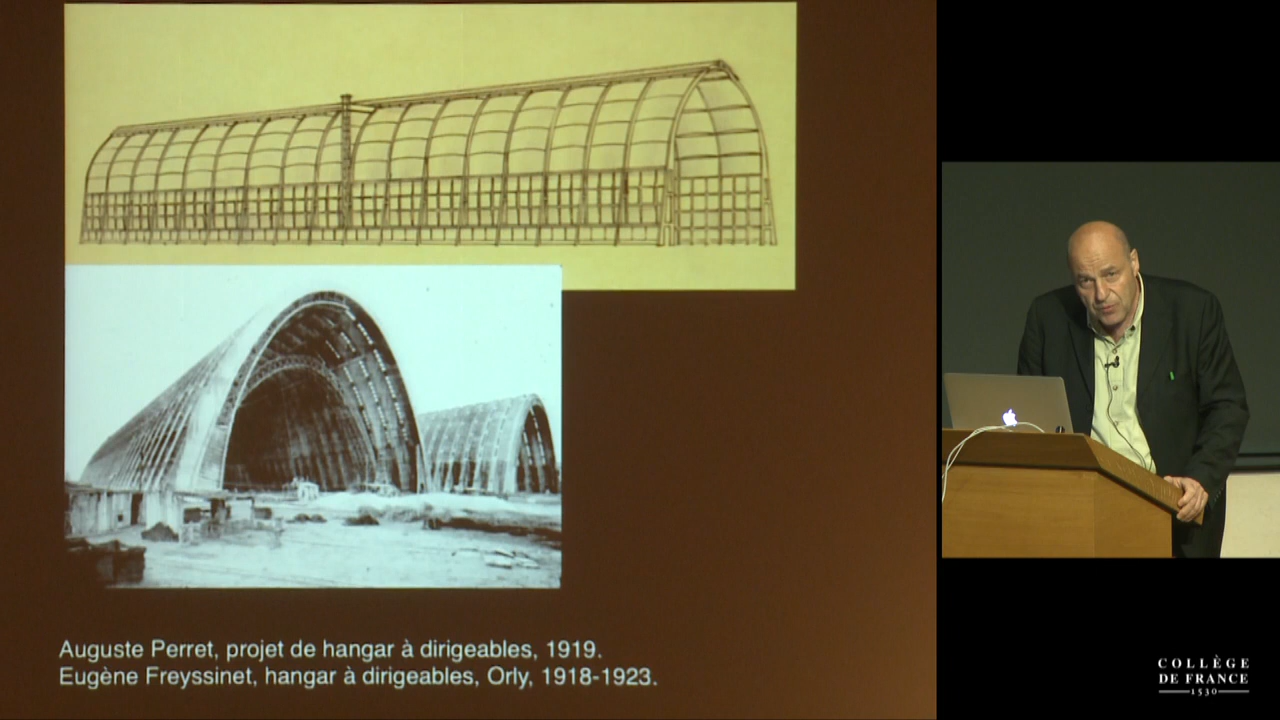 Auguste Perret, projet de hangar à dirigeables, 1919.
Eugène Freyssinet, hangar à dirigeables, Orly, 1918-1923.
COLLÈGE
DE FRANCE
1530